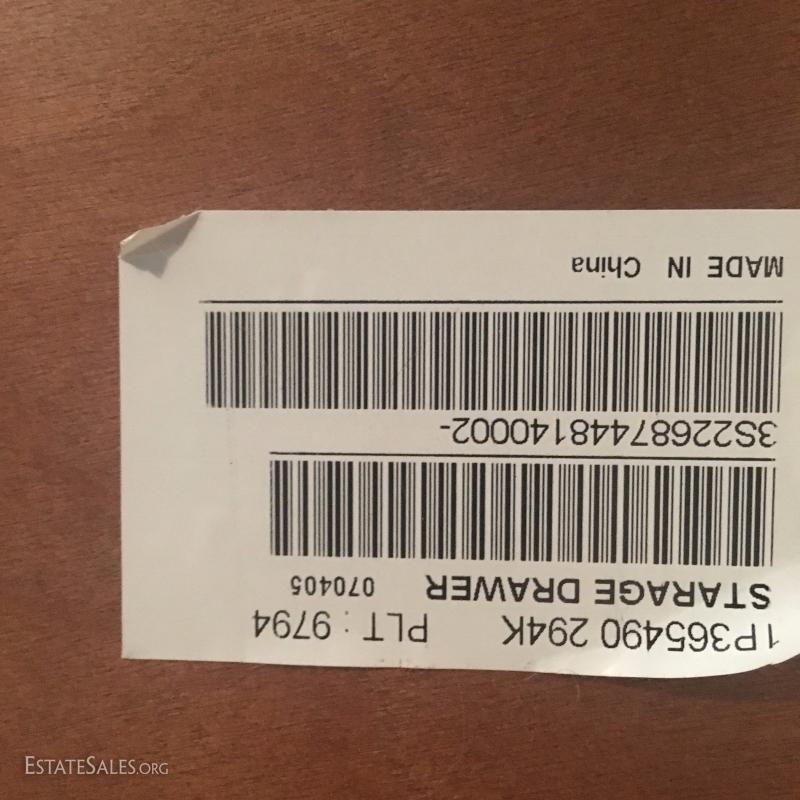 1P365490 294K PLT : 9794
STARAGE DRAWER 070405
3S22687448140002-
MADE IN China
ESTATESALES.ORG